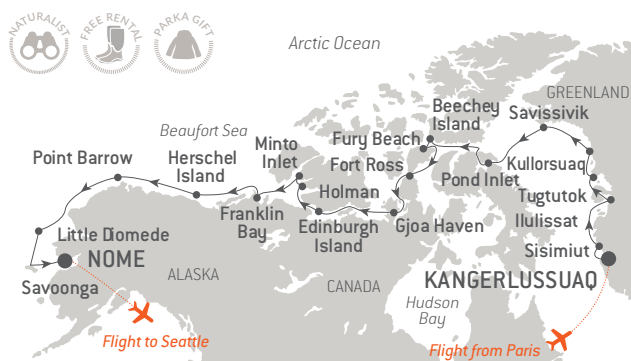 NATURALIST
FREE RENTAL
PARKA GIFT
Arctic Ocean
GREENLAND
Beechey
Island
Savissivik
Beaufort Sea
Minto
Inlet
Fury Beach
Point Barrow
Herschel
Island
Fort Ross
Kullorsuaq
Pond Inlet
Holman
Tugtutok
Franklin
Bay
Edinburgh
Island
Gjoa Haven
Ilulissat
Little Diomede
NOME
Sisimiut
ALASKA
CANADA
KANGERLUSSUAQ
Savoonga
Hudson
Bay
Flight to Seattle
Flight from Paris